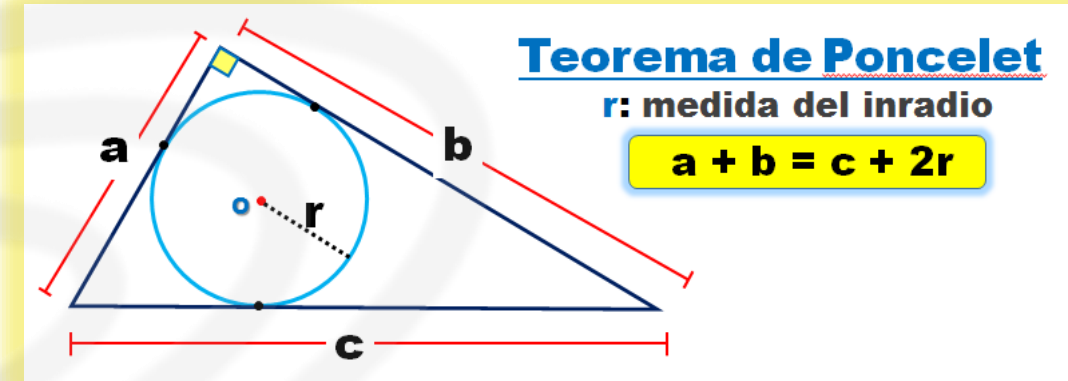 Teorema de Poncelet
r: medida del inradio
a + b = c + 2r
a
b
o
r
c